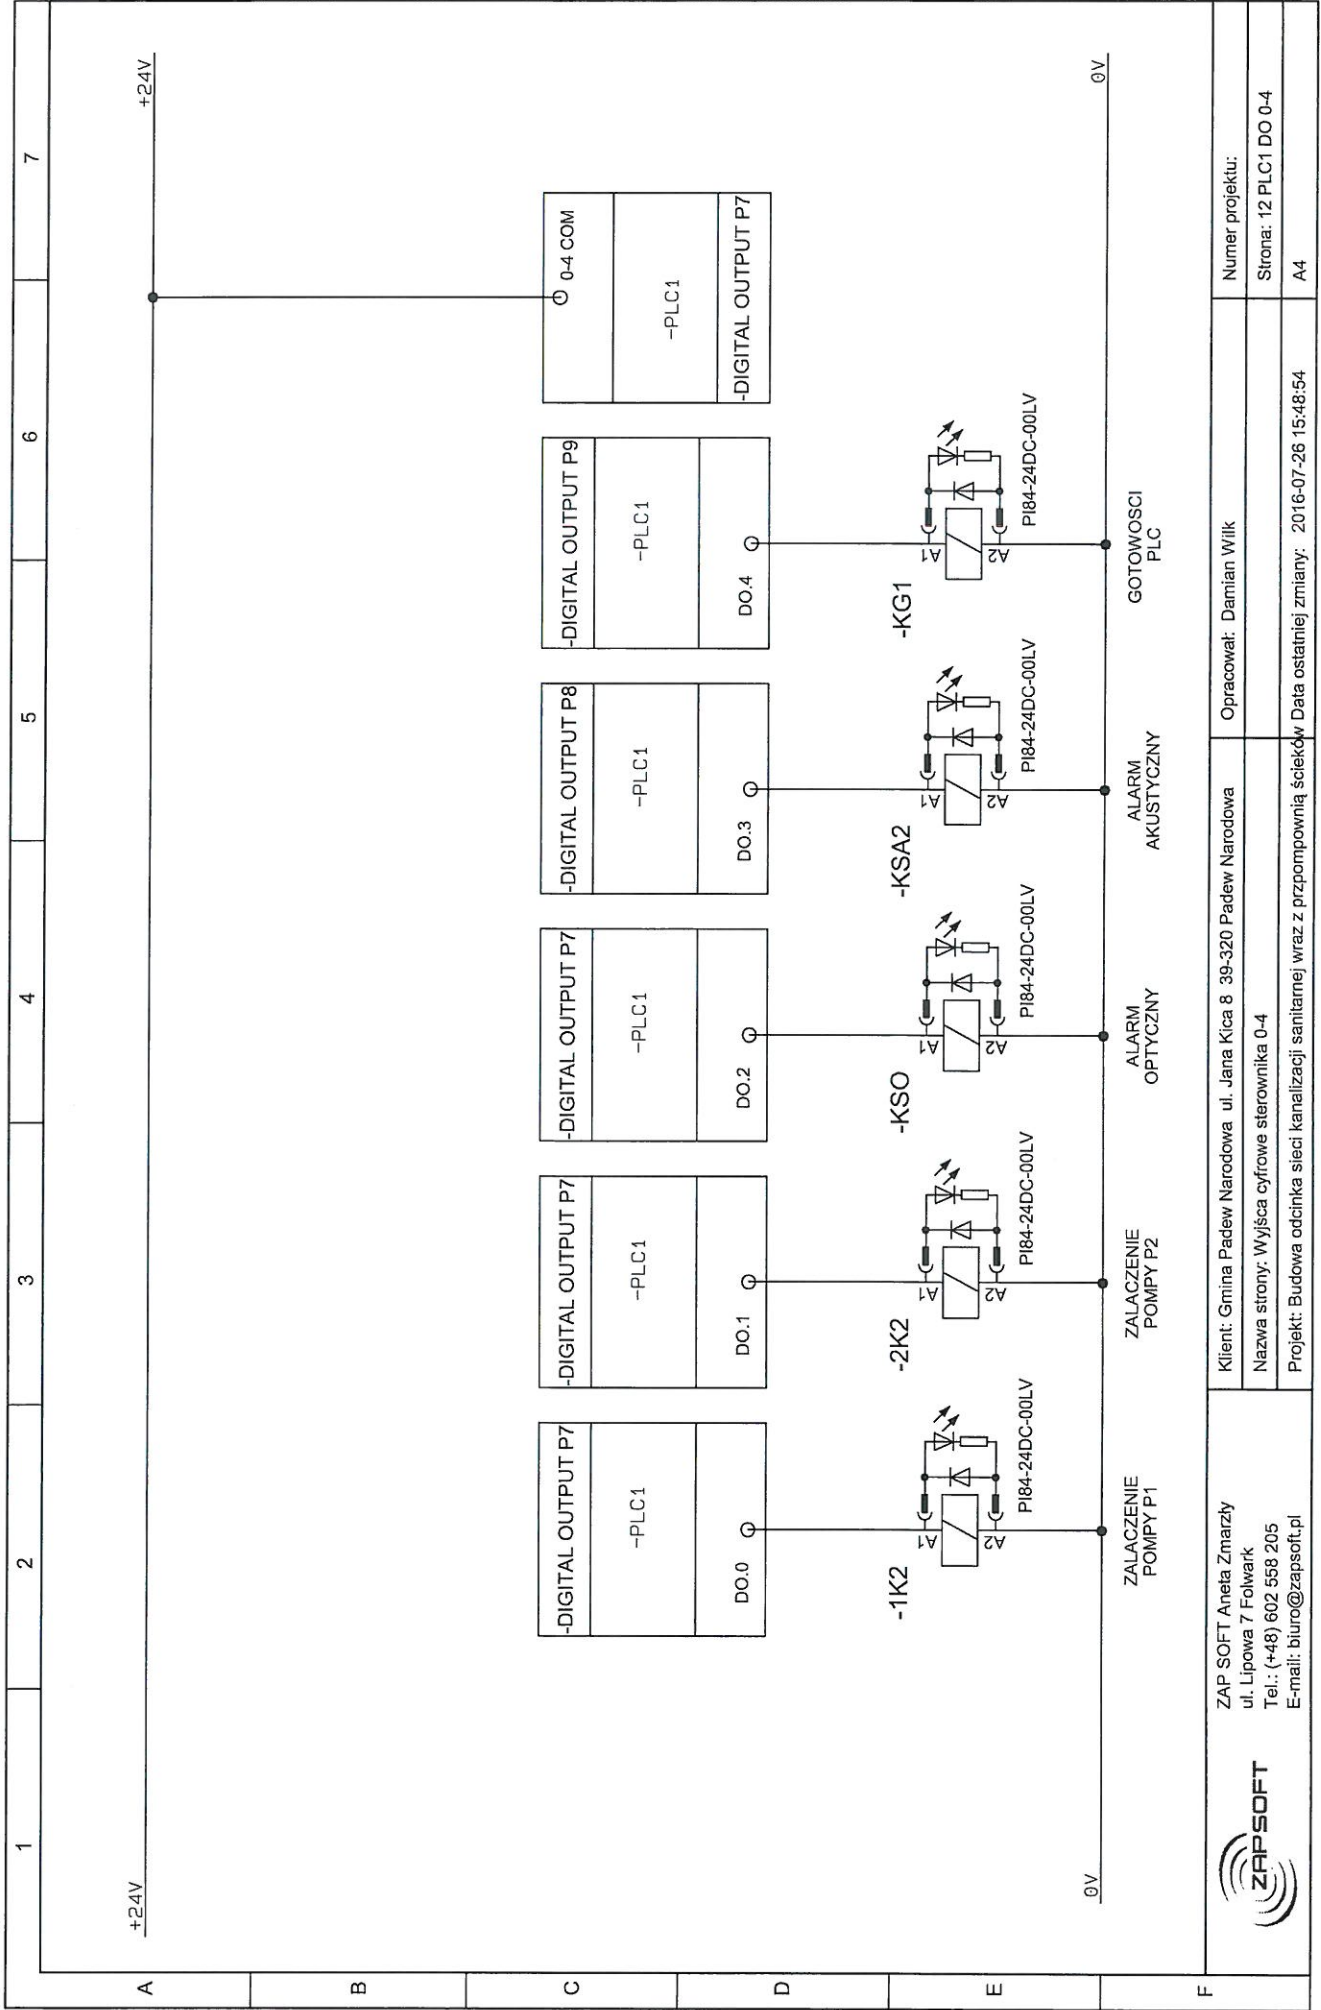 1
2
3
4
5
6
7
A
B
C
D
E
F
+24V
+24V
-DIGITAL OUTPUT P7
-PLC1
DO.0
-DIGITAL OUTPUT P7
-PLC1
DO.1
-DIGITAL OUTPUT P7
-PLC1
DO.2
-DIGITAL OUTPUT P8
-PLC1
DO.3
-DIGITAL OUTPUT P9
-PLC1
DO.4
0-4 COM
-PLC1
-DIGITAL OUTPUT P7
-1K2
A1
A2
PI84-24DC-00LV
-2K2
A1
A2
PI84-24DC-00LV
-KSO
A1
A2
PI84-24DC-00LV
-KSA2
A1
A2
PI84-24DC-00LV
-KG1
A1
A2
PI84-24DC-00LV
0V
0V
ZALACZENIE
POMPY P1
ZALACZENIE
POMPY P2
ALARM
OPTYCZNY
ALARM
AKUSTYCZNY
GOTOWOSCI
PLC
ZAPSOFT
ZAP SOFT Aneta Zmarzły
ul. Lipowa 7 Folwark
Tel.: (+48) 602 558 205
E-mail: biuro@zapsoft.pl
Klient: Gmina Padew Narodowa ul. Jana Kica 8 39-320 Padew Narodowa
Opracował: Damian Wilk
Numer projektu:
Nazwa strony: Wyjśca cyfrowe sterownika 0-4
Strona: 12 PLC1 DO 0-4
Projekt: Budowa odcinka sieci kanalizacji sanitarnej wraz z przpompownią ścieków Data ostatniej zmiany: 2016-07-26 15:48:54
A4